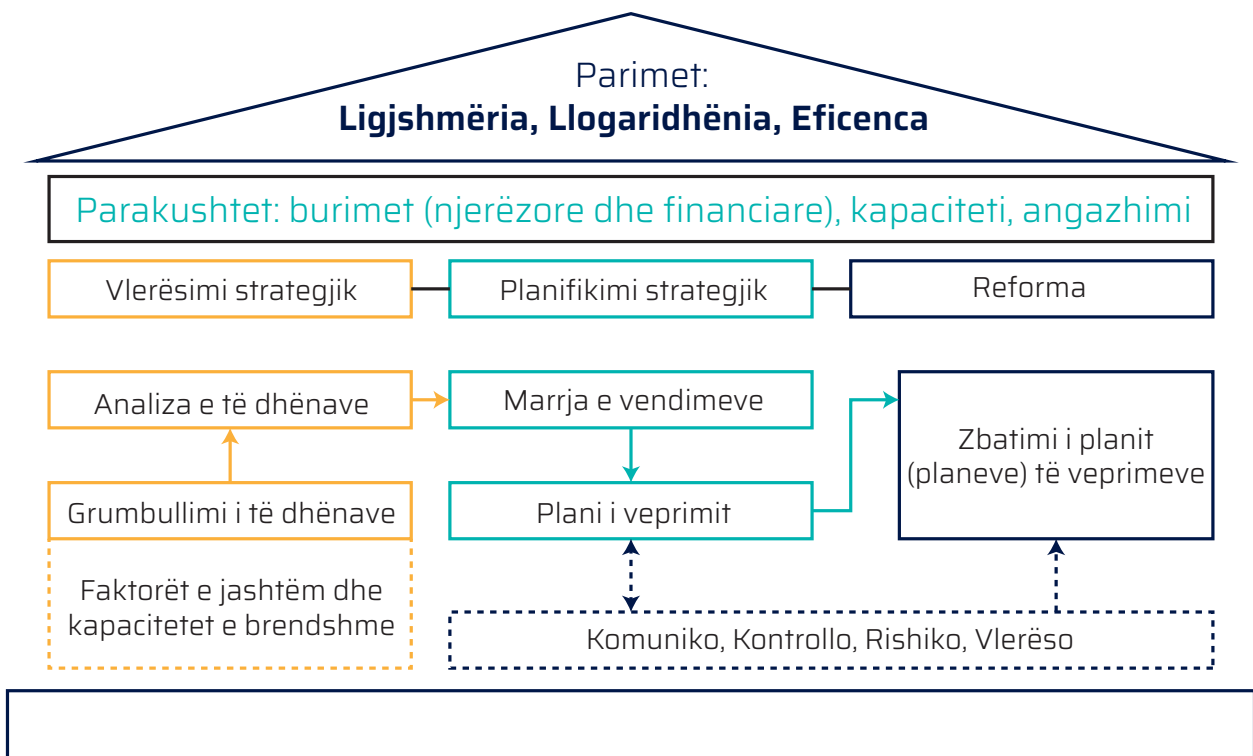 Parimet:
Ligjshmëria, Llogaridhënia, Eficenca
Parakushtet: burimet (njerëzore dhe financiare), kapaciteti, angazhimi
Vlerësimi strategjik
Planifikimi strategjik
Reforma
Analiza e të dhënave
Marrja e vendimeve
Zbatimi i planit
(planeve) të veprimeve
Grumbullimi i të dhënave
Plani i veprimit
Faktorët e jashtëm dhe
kapacitetet e brendshme
Komuniko, Kontrollo, Rishiko, Vlerëso